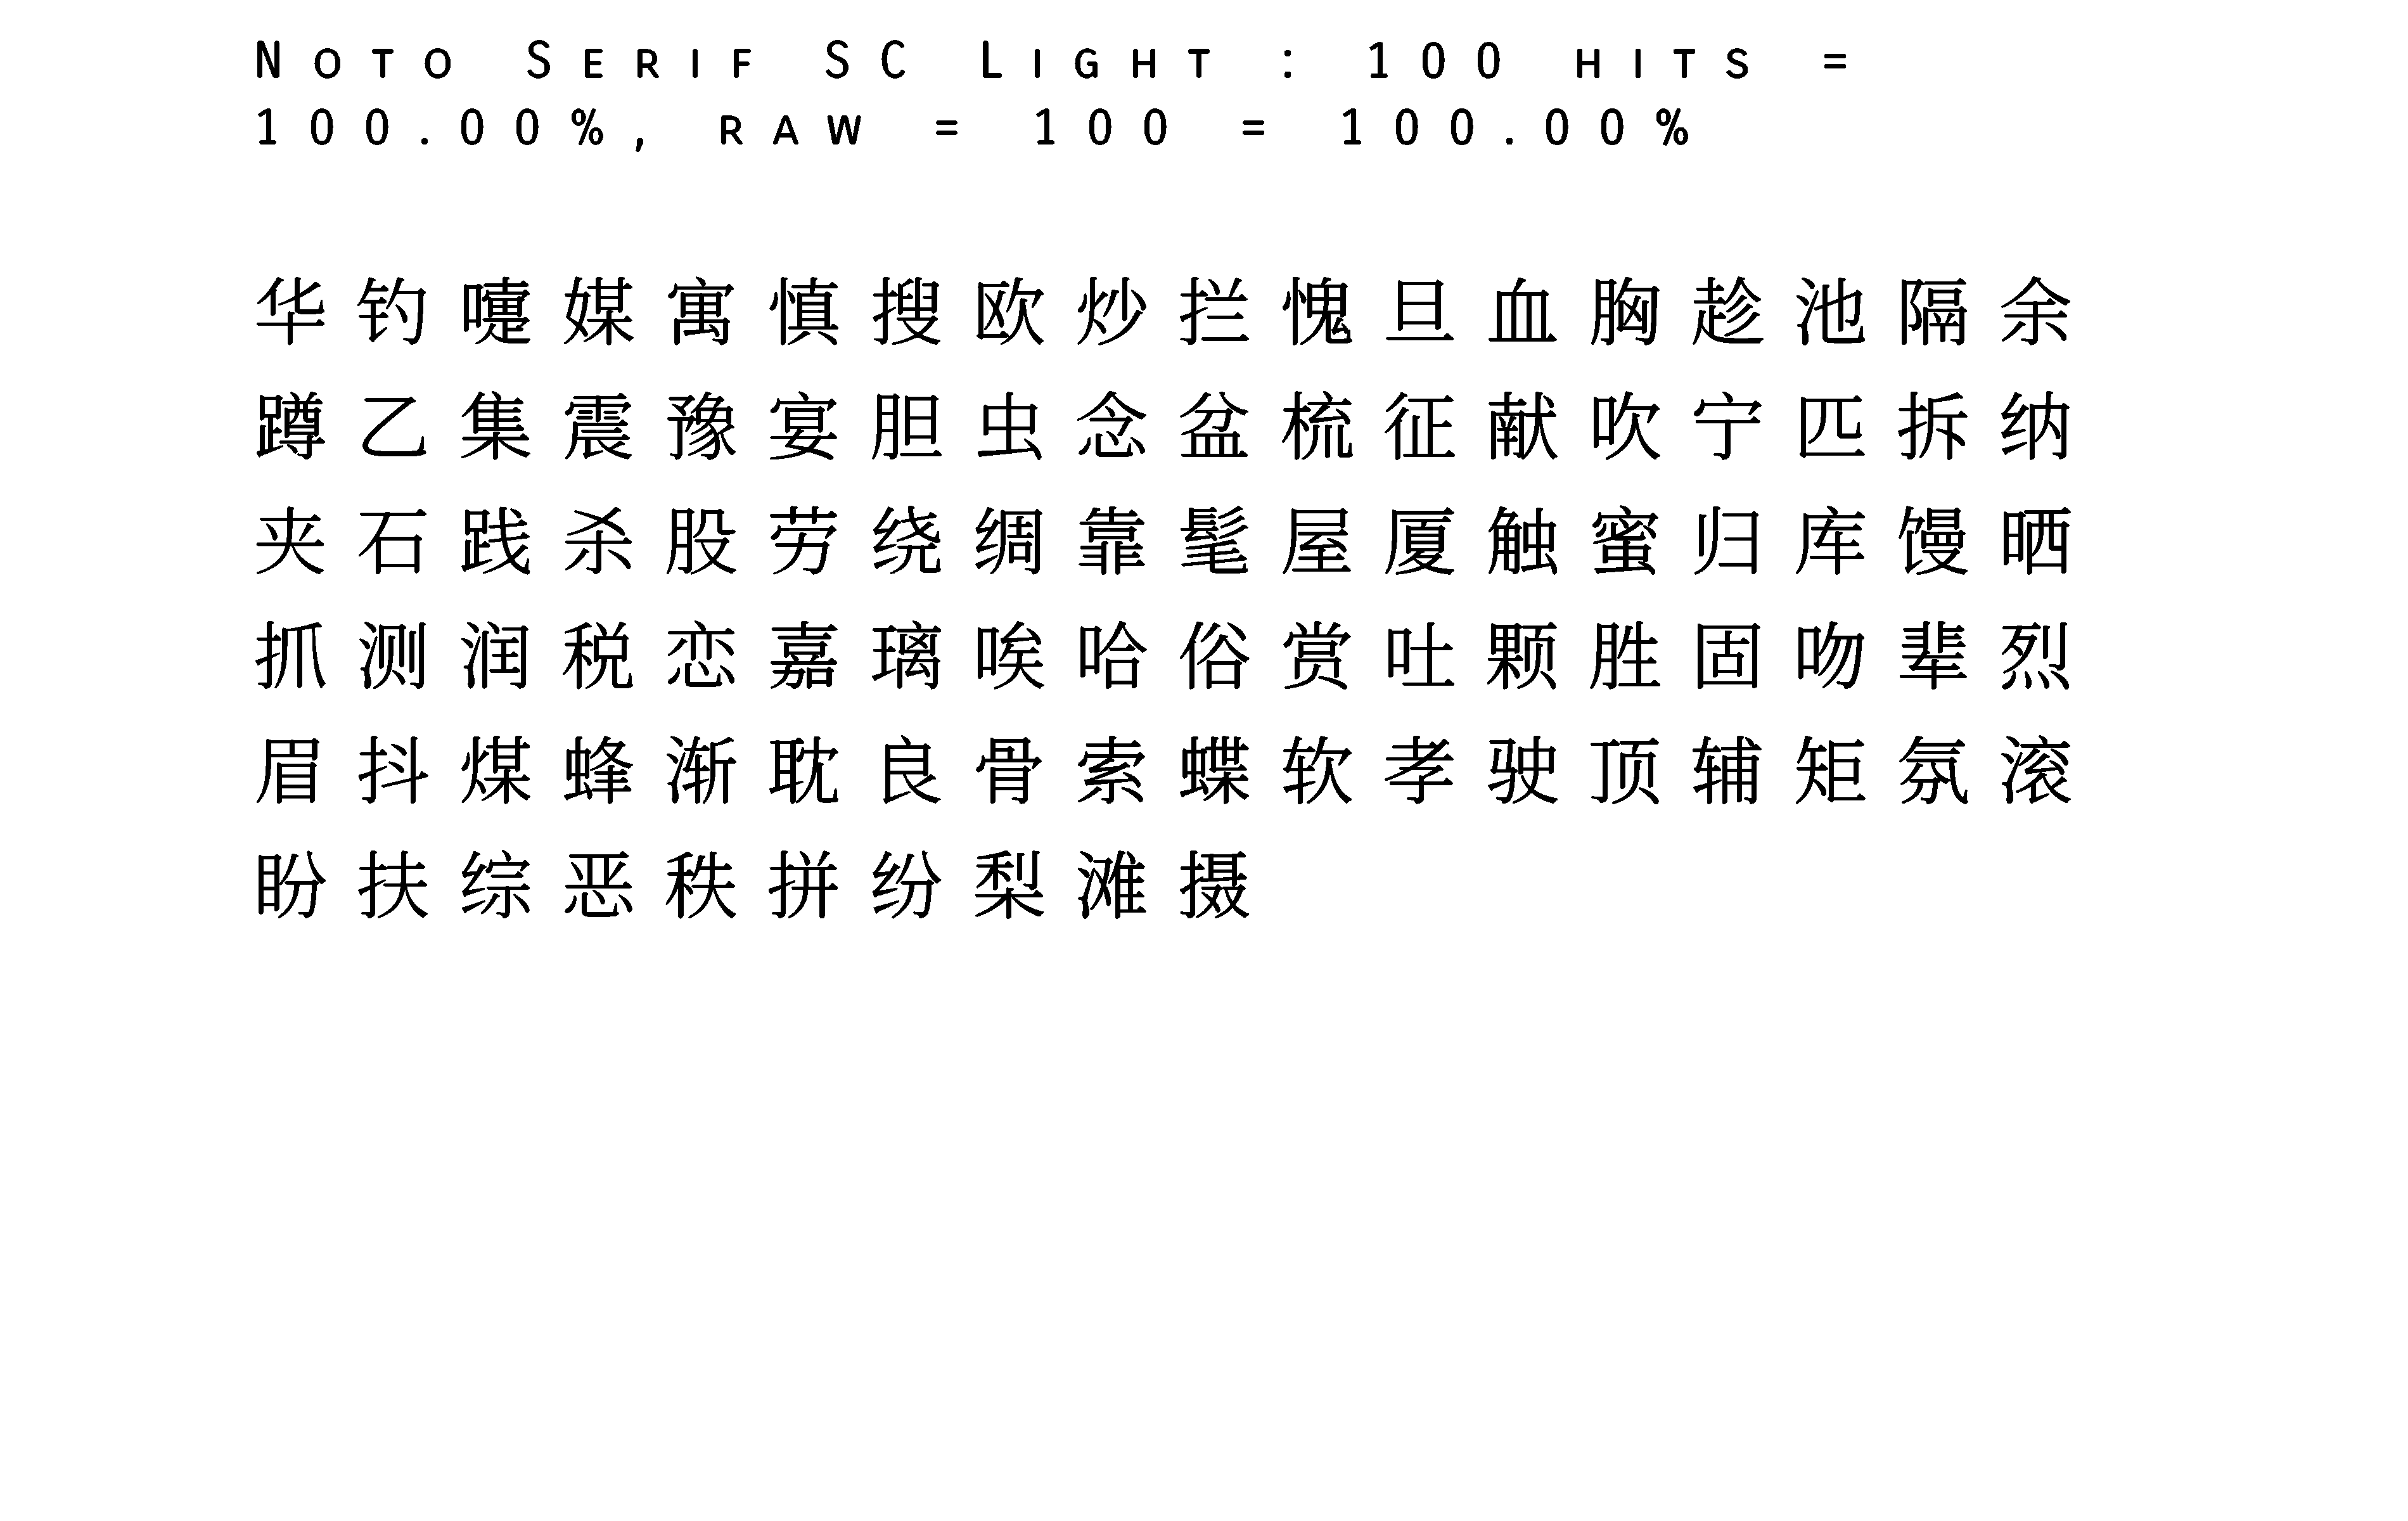 Noto Serif SC Light : 100 hits =
100.00%, raw = 100 = 100.00%
华钓嚏媒寓慎搜欧炒拦愧旦血胸趁池隔余
蹲乙集震豫宴胆虫念盆梳征献吹宁匹拆纳
夹石践杀股劳绕绸靠髦屋厦触蜜归库馒晒
抓测润税恋嘉璃唉哈俗赏吐颗胜固吻辈烈
眉抖煤蜂渐耽良骨索蝶软孝驶顶辅矩氛滚
盼扶综恶秩拼纷梨滩摄